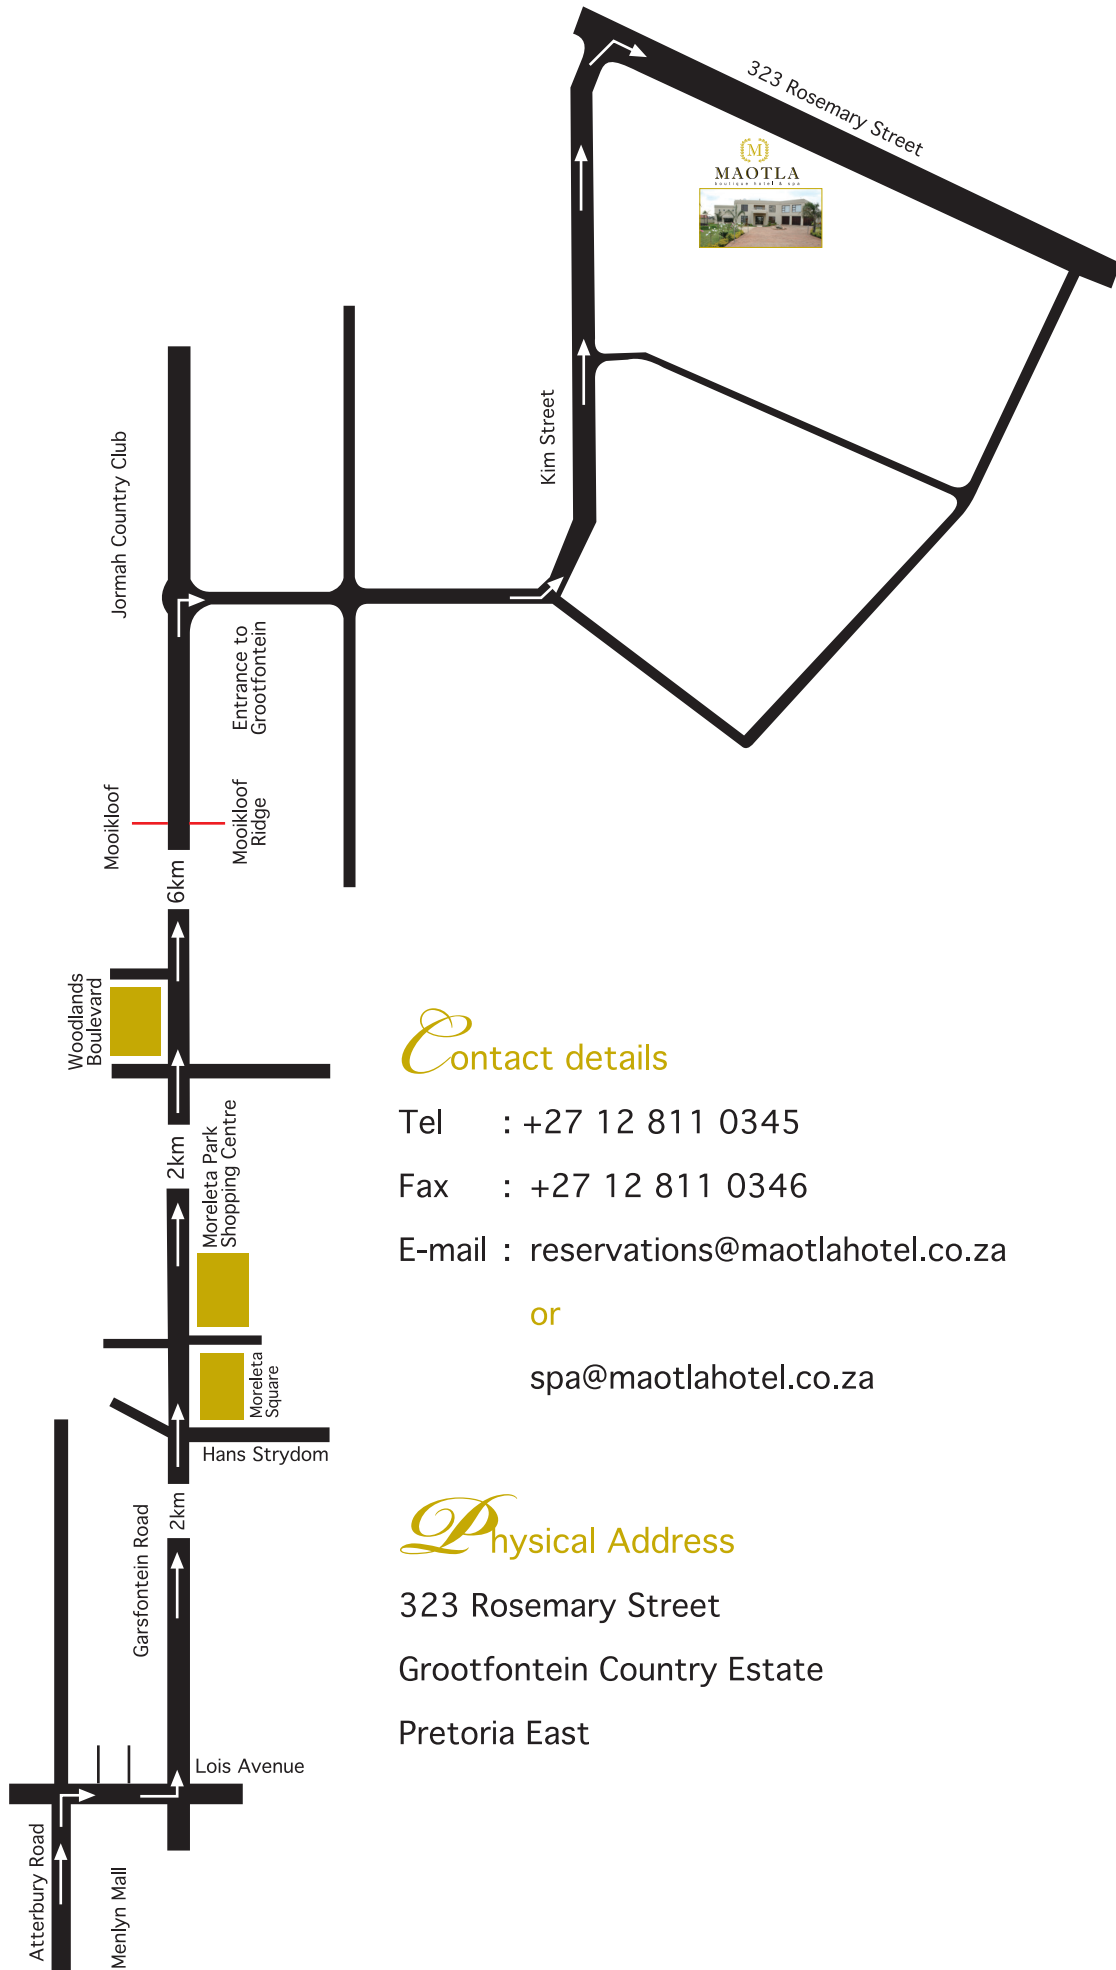 323 Rosemary Street
M
MAOTLA
boutique hotel & spa
Kim Street
Jormah Country Club
Entrance to
Grootfontein
Mooikloof
Mooikloof
Ridge
6km
Woodlands
Boulevard
2km
Moreleta Park
Shopping Centre
Moreleta
Square
Hans Strydom
2km
Garsfontein Road
Lois Avenue
Atterbury Road
Menlyn Mall
Contact details
Tel : +27 12 811 0345
Fax : +27 12 811 0346
E-mail : reservations@maotlahotel.co.za
or
spa@maotlahotel.co.za
Physical Address
323 Rosemary Street
Grootfontein Country Estate
Pretoria East